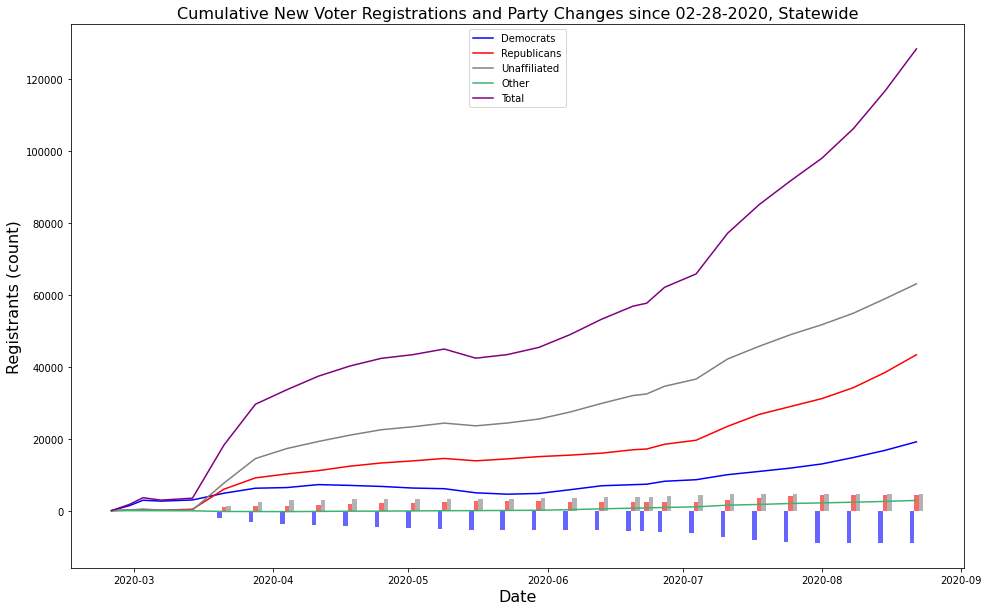 Cumulative New Voter Registrations and Party Changes since 02-28-2020, Statewide
Democrats
Republicans
Unaffiliated
Other
Total
Registrants (count)
120000
100000
80000
60000
40000
20000
0
2020-03
2020-04
2020-05
2020-06
2020-07
2020-08
2020-09
Date